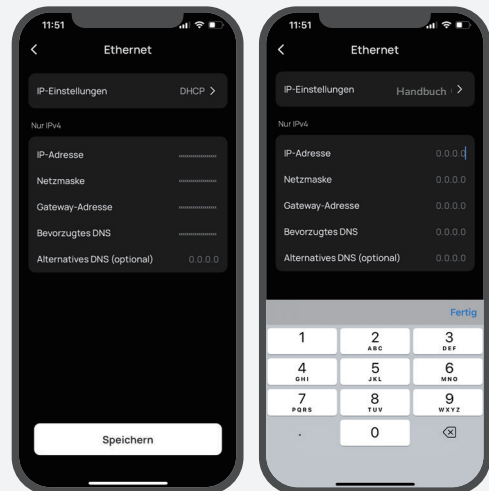 11:51
Ethernet
IP-Einstellungen DHCP >
Nur IPv4
IP-Adresse
Netzmaske
Gateway-Adresse
Bevorzugtes DNS
Alternatives DNS (optional) 0.0.0.0
Speichern
11:51
Ethernet
IP-Einstellungen Handbuch >
Nur IPv4
IP-Adresse 0.0.0.0
Netzmaske 0.0.0.0
Gateway-Adresse 0.0.0.0
Bevorzugtes DNS 0.0.0.0
Alternatives DNS (optional) 0.0.0.0
Fertig
1 2 3
ABC DEF
4 5 6
GHI JKL MNO
7 8 9
PQRS TUV WXYZ
. 0